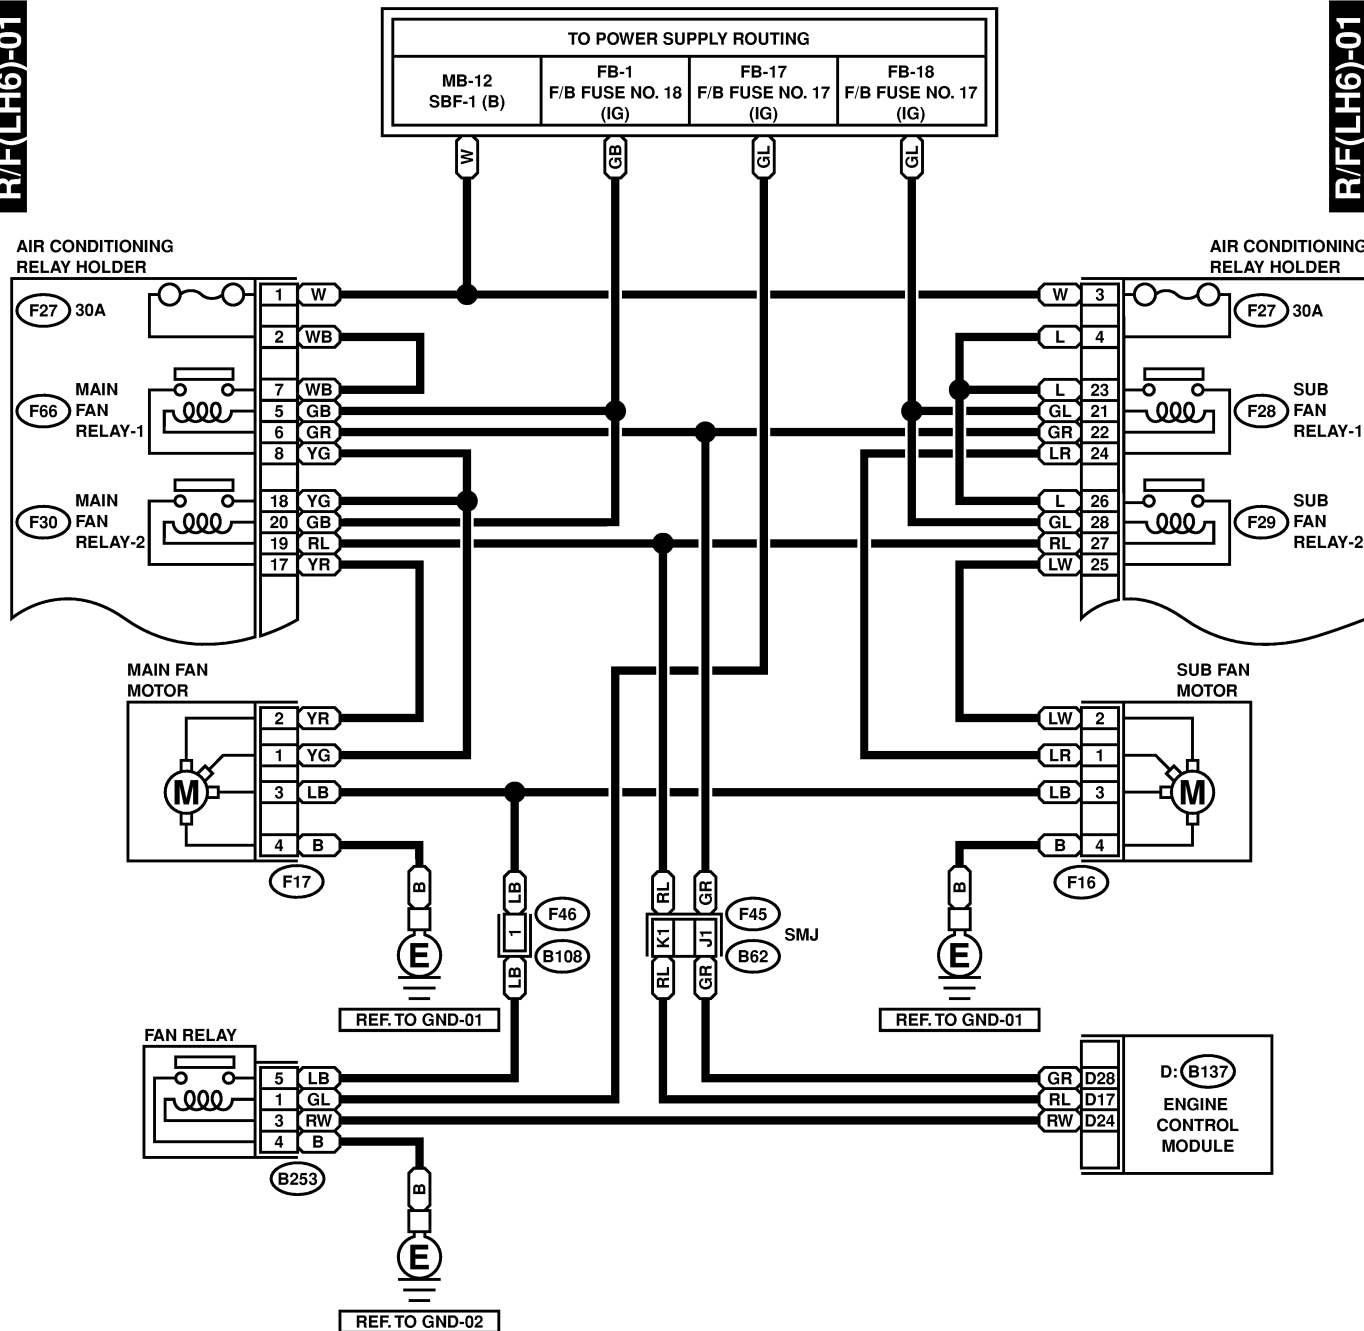 R/F(LH6)-01
R/F(LH6)-01
TO POWER SUPPLY ROUTING
MB-12
SBF-1 (B)
FB-1
F/B FUSE NO. 18
(IG)
FB-17
F/B FUSE NO. 17
(IG)
FB-18
F/B FUSE NO. 17
(IG)
W
GB
GL
GL
AIR CONDITIONING
RELAY HOLDER
F27 30A
1 W
2 WB
F66
MAIN
FAN
RELAY-1
7 WB
5 GB
6 GR
8 YG
F30
MAIN
FAN
RELAY-2
18 YG
20 GB
19 RL
17 YR
AIR CONDITIONING
RELAY HOLDER
W 3
L 4
F27 30A
L 23
GL 21
GR 22
LR 24
F28
SUB
FAN
RELAY-1
L 26
GL 28
RL 27
LW 25
F29
SUB
FAN
RELAY-2
MAIN FAN
MOTOR
M
2 YR
1 YG
3 LB
4 B
F17
B
E
REF. TO GND-01
SUB FAN
MOTOR
LW 2
LR 1
LB 3
B 4
M
F16
B
E
REF. TO GND-01
LB
1
LB
F46
B108
RL
GR
K1
J1
RL
GR
F45
B62
SMJ
FAN RELAY
5 LB
1 GL
3 RW
4 B
B253
B
E
REF. TO GND-02
GR D28
RL D17
RW D24
D: B137
ENGINE
CONTROL
MODULE